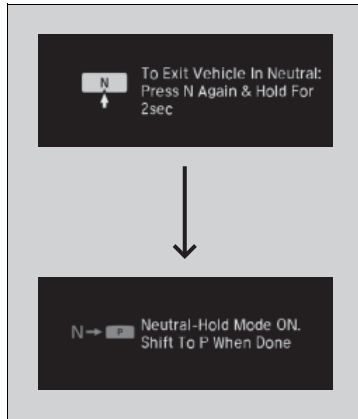 To Exit Vehicle In Neutral:
N Press N Again & Hold For
2sec
Neutral-Hold Mode ON.
N→ P Shift To P When Done